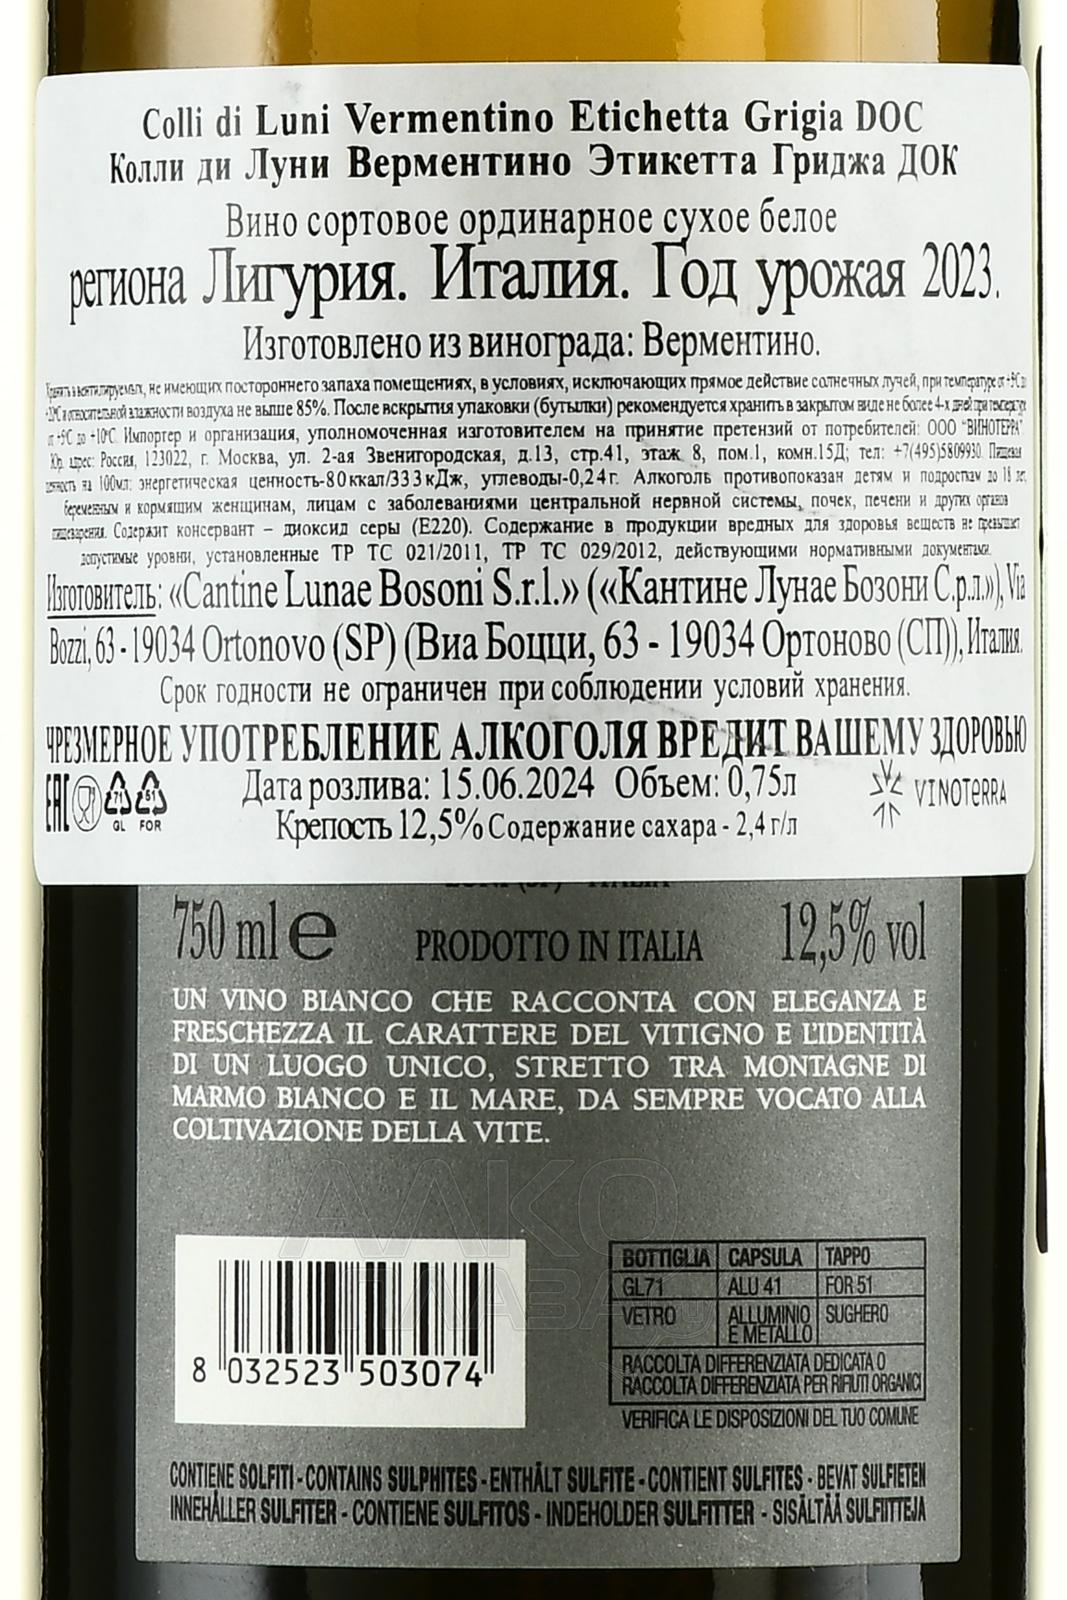 Colli di Luni Vermentino Etichetta Grigia DOC
Колли ди Луни Верментино Этикетта Гриджа ДОК
Вино сортовое ординарное сухое белое
региона Лигурия. Италия. Год урожая 2023.
Изготовлено из винограда: Верментино.
Хранить в вентилируемых, не имеющих постороннего запаха помещениях, в условиях, исключающих прямое действие солнечных лучей, при температуре от +5°С до
+20°С и относительной влажности воздуха не выше 85%. После вскрытия упаковки (бутылки) рекомендуется хранить в закрытом виде не более 4-х дней при температуре
от +5°С до +10°С. Импортер и организация, уполномоченная изготовителем на принятие претензий от потребителей: ООО "ВИНОТЕРРА".
Юр. адрес: Россия, 123022, г. Москва, ул. 2-ая Звенигородская, д.13, стр.41, этаж 8, пом.1, комн.15Д; тел: +7(495)5809930. Пищевая
ценность на 100мл: энергетическая ценность-80ккал/333кДж, углеводы-0,24г. Алкоголь противопоказан детям и подросткам до 18 лет,
беременным и кормящим женщинам, лицам с заболеваниями центральной нервной системы, почек, печени и других органов
пищеварения. Содержит консервант – диоксид серы (Е220). Содержание в продукции вредных для здоровья веществ не превышает
допустимые уровни, установленные ТР ТС 021/2011, ТР ТС 029/2012, действующими нормативными документами.
Изготовитель: «Cantine Lunae Bosoni S.r.l.» («Кантине Лунае Бозони С.р.л.»), Via
Bozzi, 63 - 19034 Ortonovo (SP) (Виа Боцци, 63 - 19034 Ортоново (СП)), Италия.
Срок годности не ограничен при соблюдении условий хранения.
ЧРЕЗМЕРНОЕ УПОТРЕБЛЕНИЕ АЛКОГОЛЯ ВРЕДИТ ВАШЕМУ ЗДОРОВЬЮ
EAC 71 GL 51 FOR
Дата розлива: 15.06.2024 Объем: 0,75л
Крепость 12,5% Содержание сахара - 2,4 г/л
VINOTERRA
750 ml e PRODOTTO IN ITALIA 12,5% vol
UN VINO BIANCO CHE RACCONTA CON ELEGANZA E
FRESCHEZZA IL CARATTERE DEL VITIGNO E L'IDENTITÀ
DI UN LUOGO UNICO, STRETTO TRA MONTAGNE DI
MARMO BIANCO E IL MARE, DA SEMPRE VOCATO ALLA
COLTIVAZIONE DELLA VITE.
АЛКО
ПЛАЗА
8 032523 503074
BOTTIGLIA CAPSULA TAPPO
GL71 ALU 41 FOR 51
VETRO ALLUMINIO SUGHERO
E METALLO
RACCOLTA DIFFERENZIATA DEDICATA O
RACCOLTA DIFFERENZIATA PER RIFIUTI ORGANICI
VERIFICA LE DISPOSIZIONI DEL TUO COMUNE
CONTIENE SOLFITI - CONTAINS SULPHITES - ENTHÄLT SULFITE - CONTIENT SULFITES - BEVAT SULFIETEN
INNEHÅLLER SULFITER - CONTIENE SULFITOS - INDEHOLDER SULFITTER - SISÄLTÄÄ SULFIITTEJA